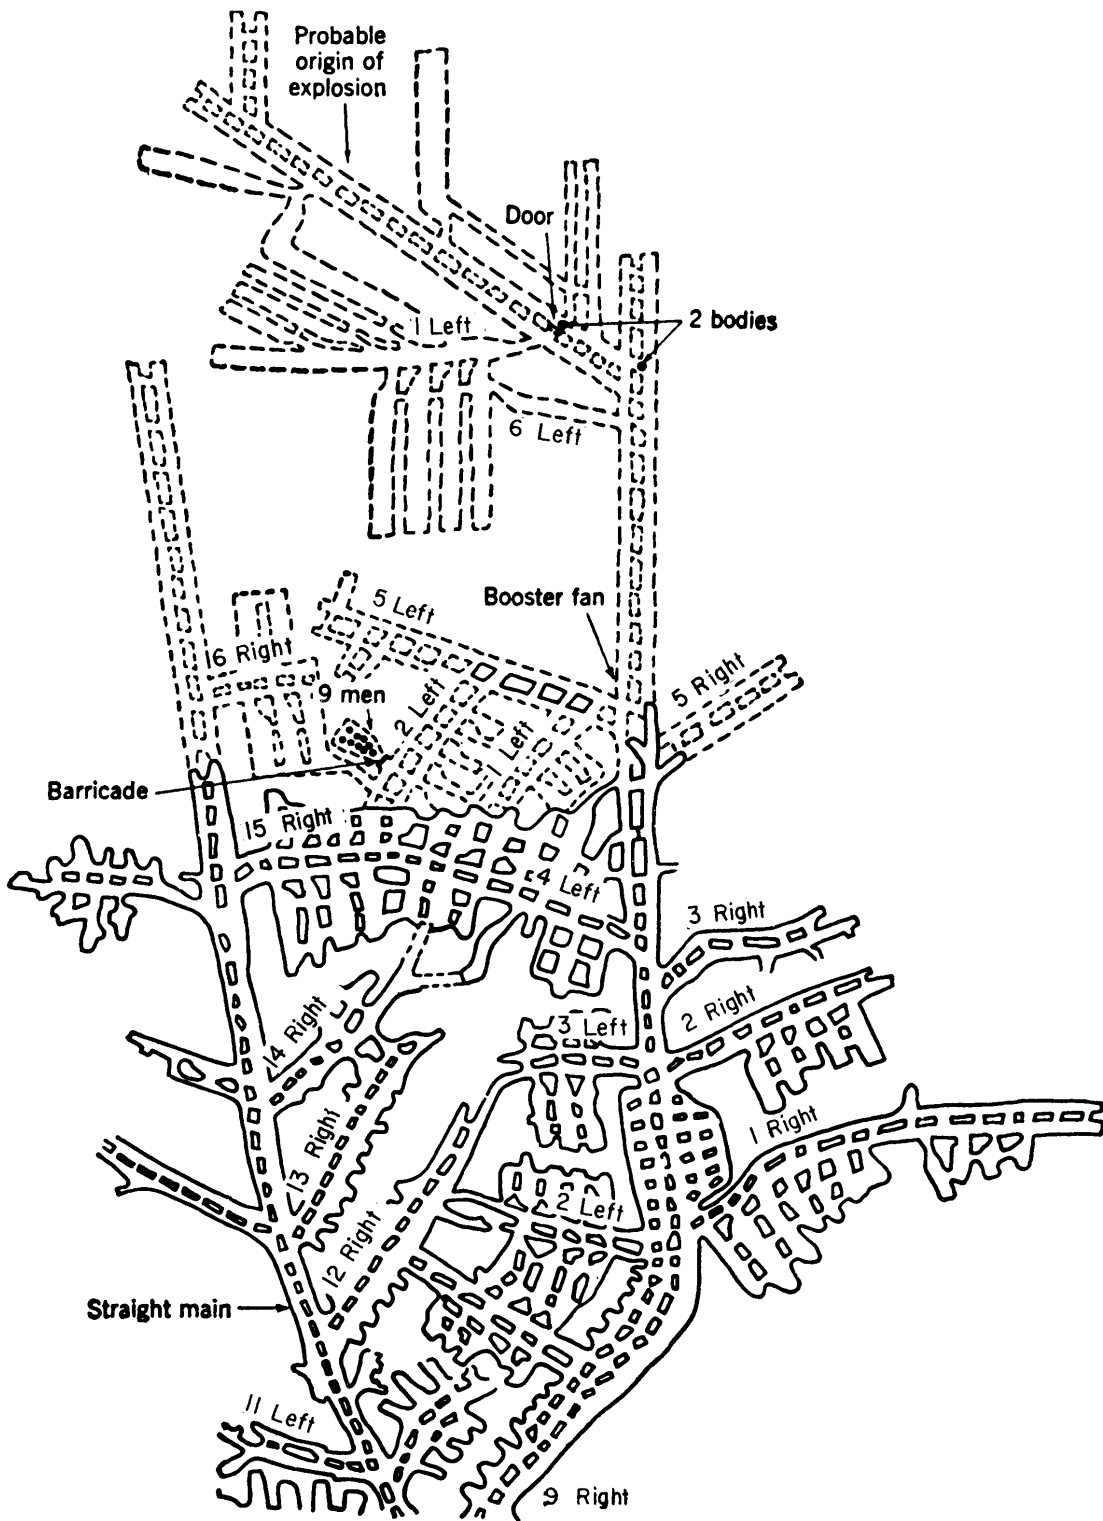 Probable
origin of
explosion
Door
2 bodies
1 Left
6 Left
Booster fan
5 Left
16 Right
5 Right
9 men
2 Left
1 Left
Barricade
15 Right
4 Left
3 Right
2 Right
14 Right
3 Left
1 Right
13 Right
2 Left
12 Right
Straight main
11 Left
9 Right